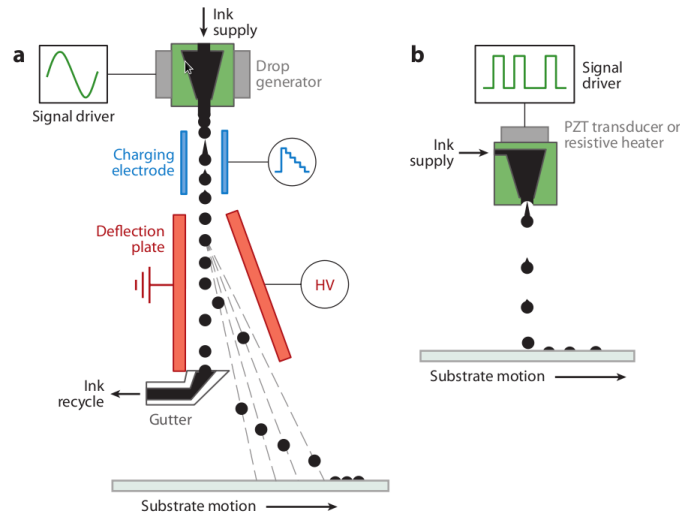 a
Ink
supply
Drop
generator
Signal driver
Charging
electrode
Deflection
plate
HV
Ink
recycle
Gutter
Substrate motion
b
Signal
driver
PZT transducer or
resistive heater
Ink
supply
Substrate motion